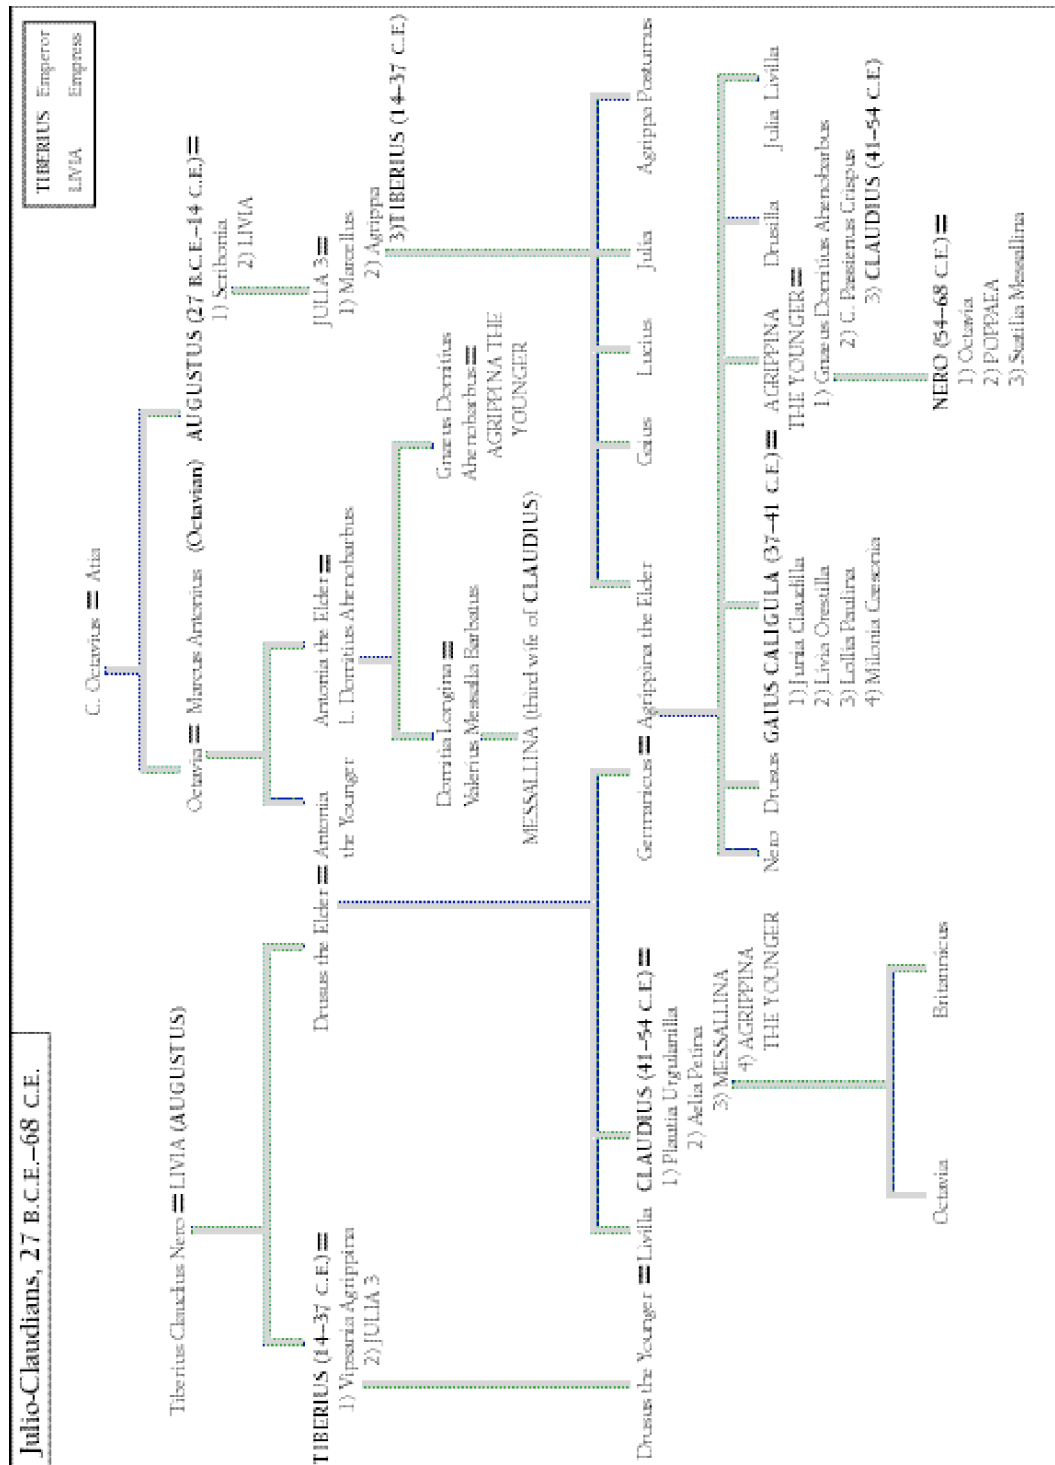 Julio-Claudians, 27 B.C.E.–68 C.E.
TIBERIUS Emperor
LIVIA Empress
C. Octavius = Atia
Tiberius Claudius Nero = LIVIA (AUGUSTUS)
Octavia = Marcus Antonius
(Octavian) AUGUSTUS (27 B.C.E.–14 C.E.) =
1) Scribonia
2) LIVIA
TIBERIUS (14–37 C.E.) =
1) Vipsania Agrippina
2) JULIA 3
Drusus the Elder = Antonia
the Younger
Antonia the Elder =
L. Domitius Ahenobarbus
JULIA 3 =
1) Marcellus
2) Agrippa
3) TIBERIUS (14–37 C.E.)
Domitia Longina =
Valerius Messalla Barbatus
Gnaeus Domitius
Ahenobarbus =
AGRIPPINA THE
YOUNGER
MESSALLINA (third wife of CLAUDIUS)
Drusus the Younger = Livilla
CLAUDIUS (41–54 C.E.) =
1) Plautia Urgulanilla
2) Aelia Petina
3) MESSALLINA
4) AGRIPPINA
THE YOUNGER
Germanicus = Agrippina the Elder
Gaius
Lucius
Julia
Agrippa Postumus
Nero
Drusus
GAIUS CALIGULA (37–41 C.E.) =
1) Junia Claudilla
2) Livia Orestilla
3) Lollia Paulina
4) Milonia Caesonia
AGRIPPINA
THE YOUNGER =
1) Gnaeus Domitius Ahenobarbus
2) C. Passienus Crispus
3) CLAUDIUS (41–54 C.E.)
Drusilla
Julia Livilla
Octavia
Britannicus
NERO (54–68 C.E.) =
1) Octavia
2) POPPAEA
3) Statilia Messallina